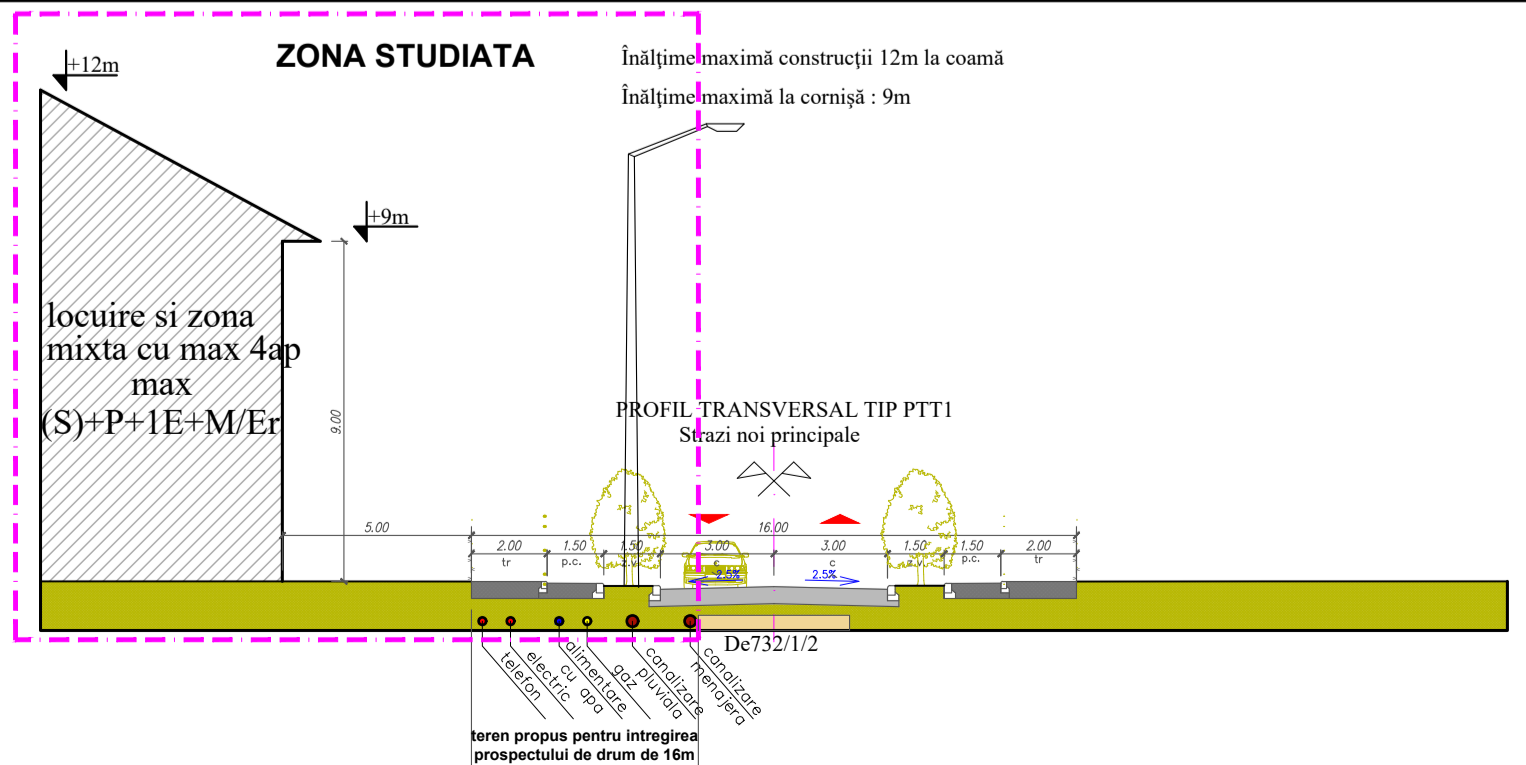 ZONA STUDIATA
Înălţime maximă construcţii 12m la coamă
+12m
Înălţime maximă la cornişă : 9m
+9m
locuire si zona
mixta cu max 4ap
max
(S)+P+1E+M/Er
9.00
PROFIL TRANSVERSAL TIP PTT1
Strazi noi principale
5.00
16.00
2.00
1.50
1.50
3.00
3.00
1.50
1.50
2.00
tr
p.c.
z.v.
c
c
z.v.
p.c.
tr
2.5%
2.5%
De732/1/2
telefon
electric
alimentare
cu apa
gaz
canalizare
pluviala
canalizare
menajera
teren propus pentru intregirea
prospectului de drum de 16m